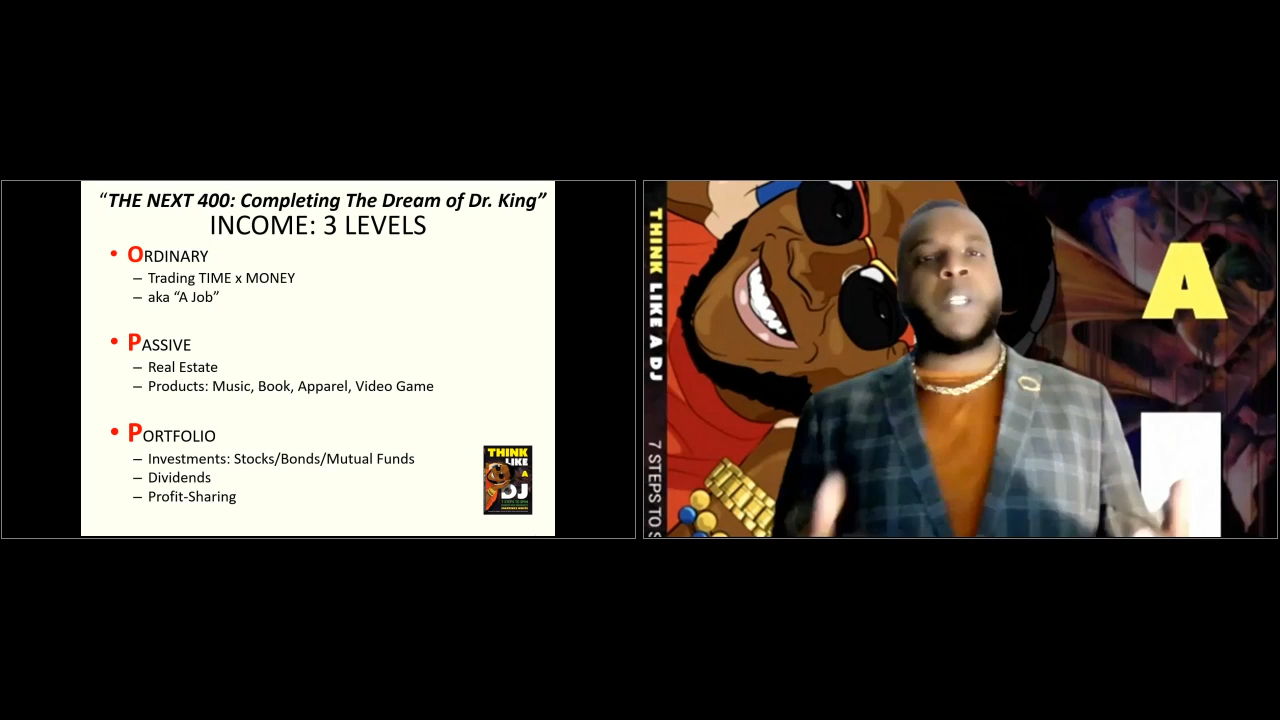 “THE NEXT 400: Completing The Dream of Dr. King”
INCOME: 3 LEVELS
• ORDINARY
– Trading TIME x MONEY
– aka “A Job”
• PASSIVE
– Real Estate
– Products: Music, Book, Apparel, Video Game
• PORTFOLIO
– Investments: Stocks/Bonds/Mutual Funds
– Dividends
– Profit-Sharing
THINK
LIKE
A
DJ
THINK LIKE A DJ
7 STEPS TO
A